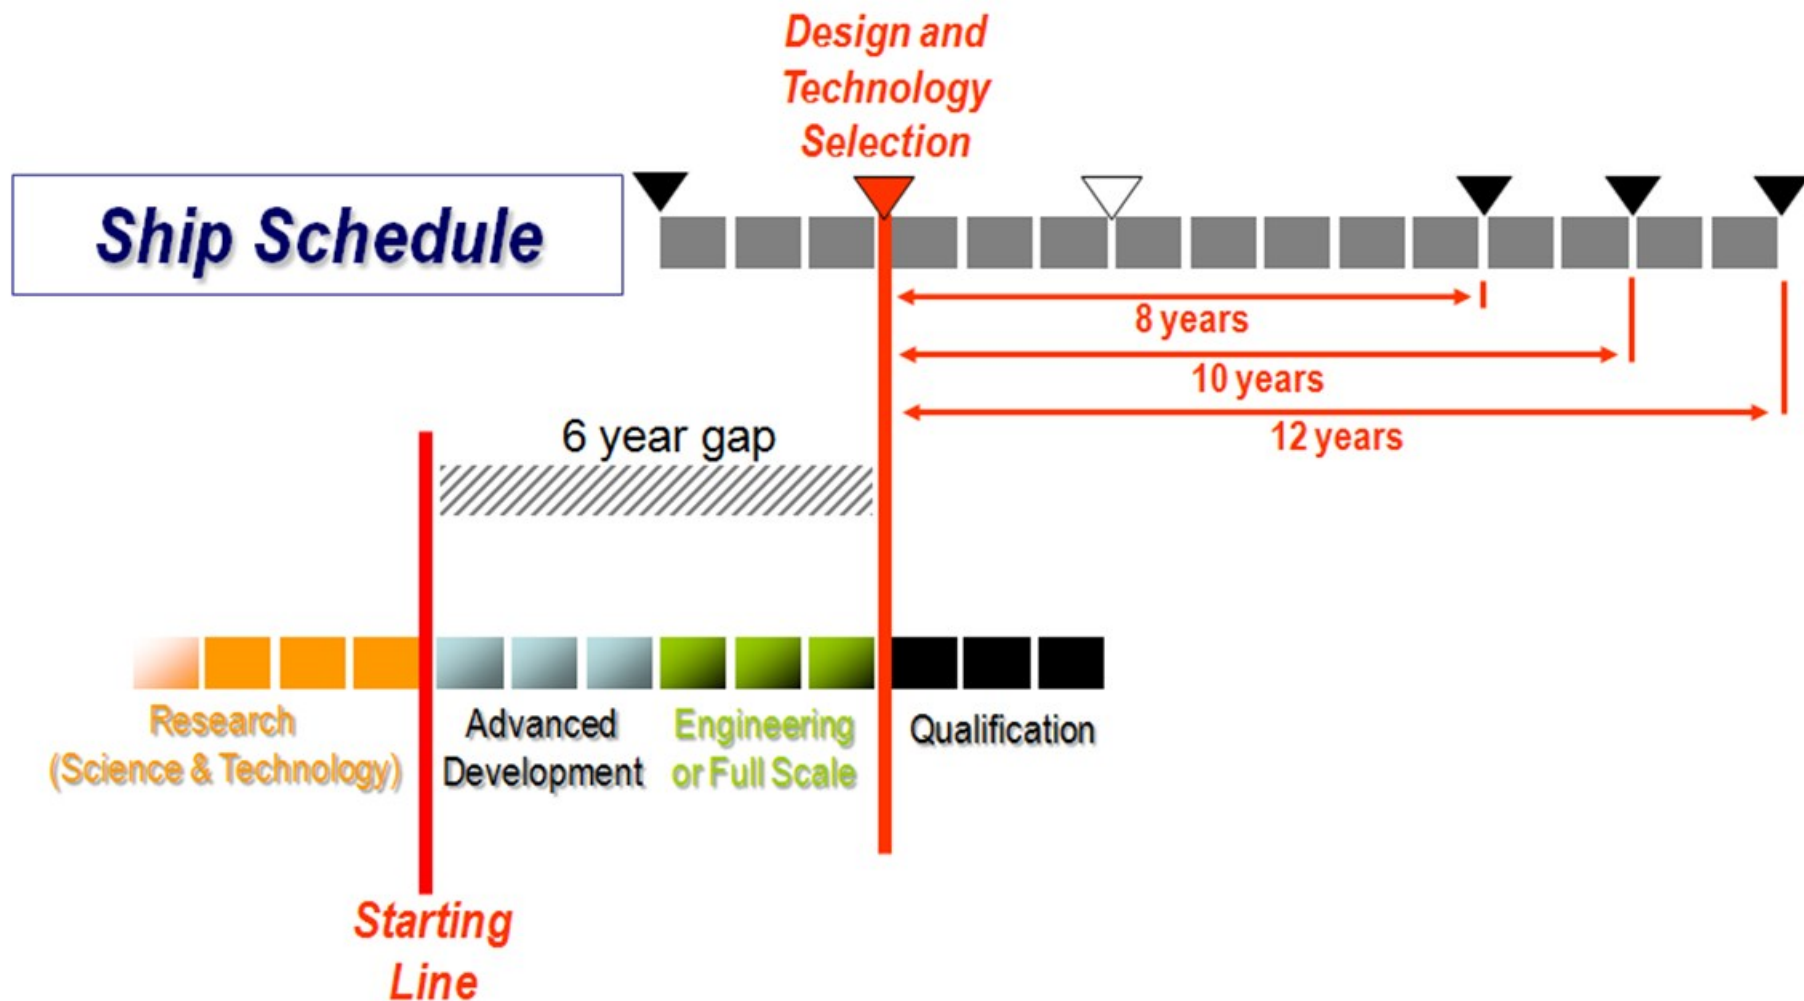 Design and
Technology
Selection
Ship Schedule
8 years
10 years
12 years
6 year gap
Research
(Science & Technology)
Advanced
Development
Engineering
or Full Scale
Qualification
Starting
Line